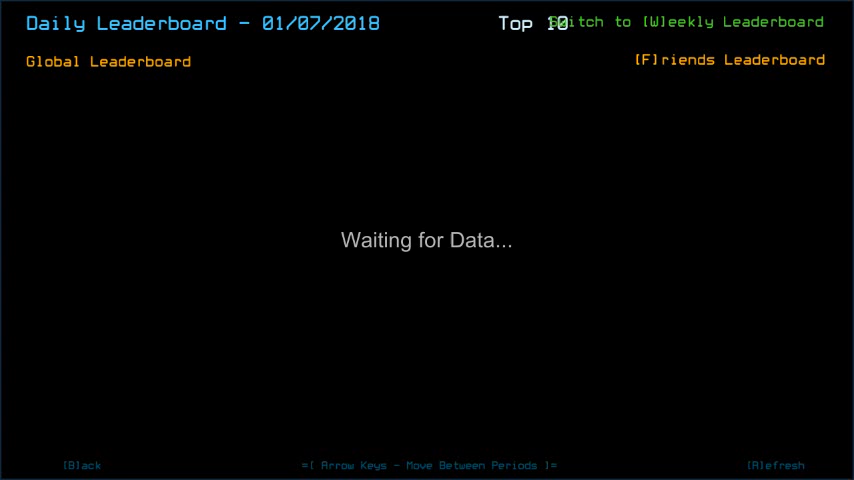 Daily Leaderboard - 01/07/2018
Top 10
Switch to [W]eekly Leaderboard
Global Leaderboard
[F]riends Leaderboard
Waiting for Data...
[B]ack
=[ Arrow Keys - Move Between Periods ]=
[R]efresh